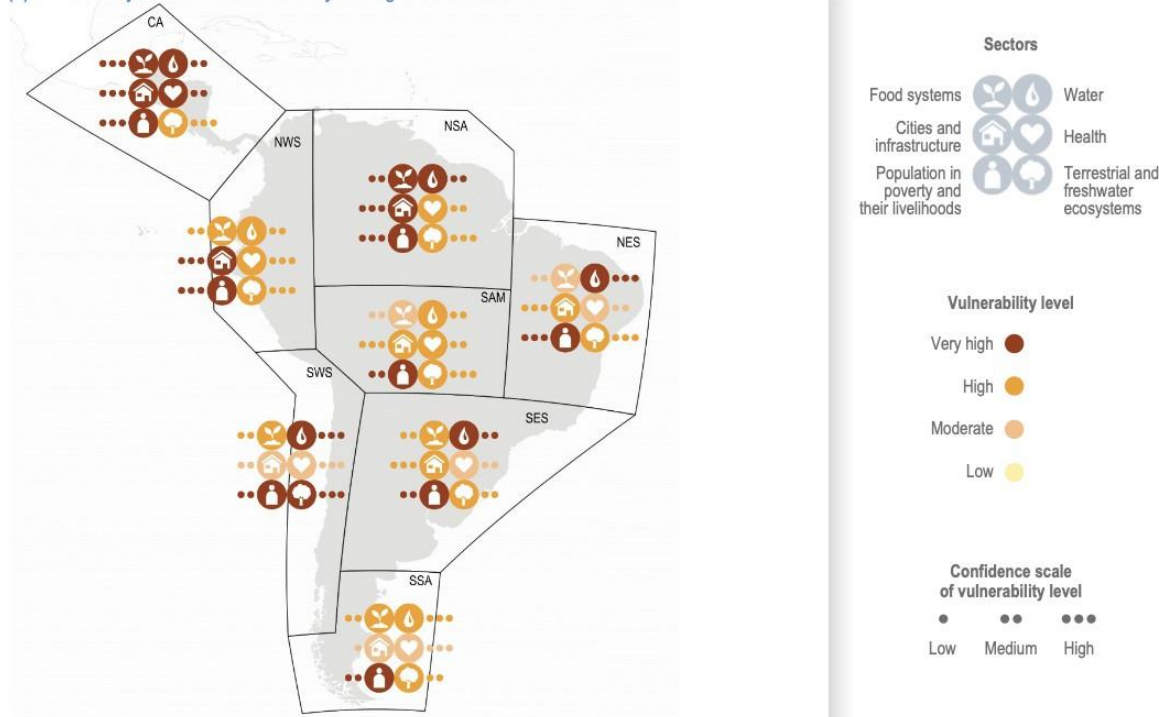 CA
NWS
NSA
NES
SAM
SWS
SES
SSA
Sectors
Food systems
Water
Cities and
infrastructure
Health
Population in
poverty and
their livelihoods
Terrestrial and
freshwater
ecosystems
Vulnerability level
Very high
High
Moderate
Low
Confidence scale
of vulnerability level
Low Medium High